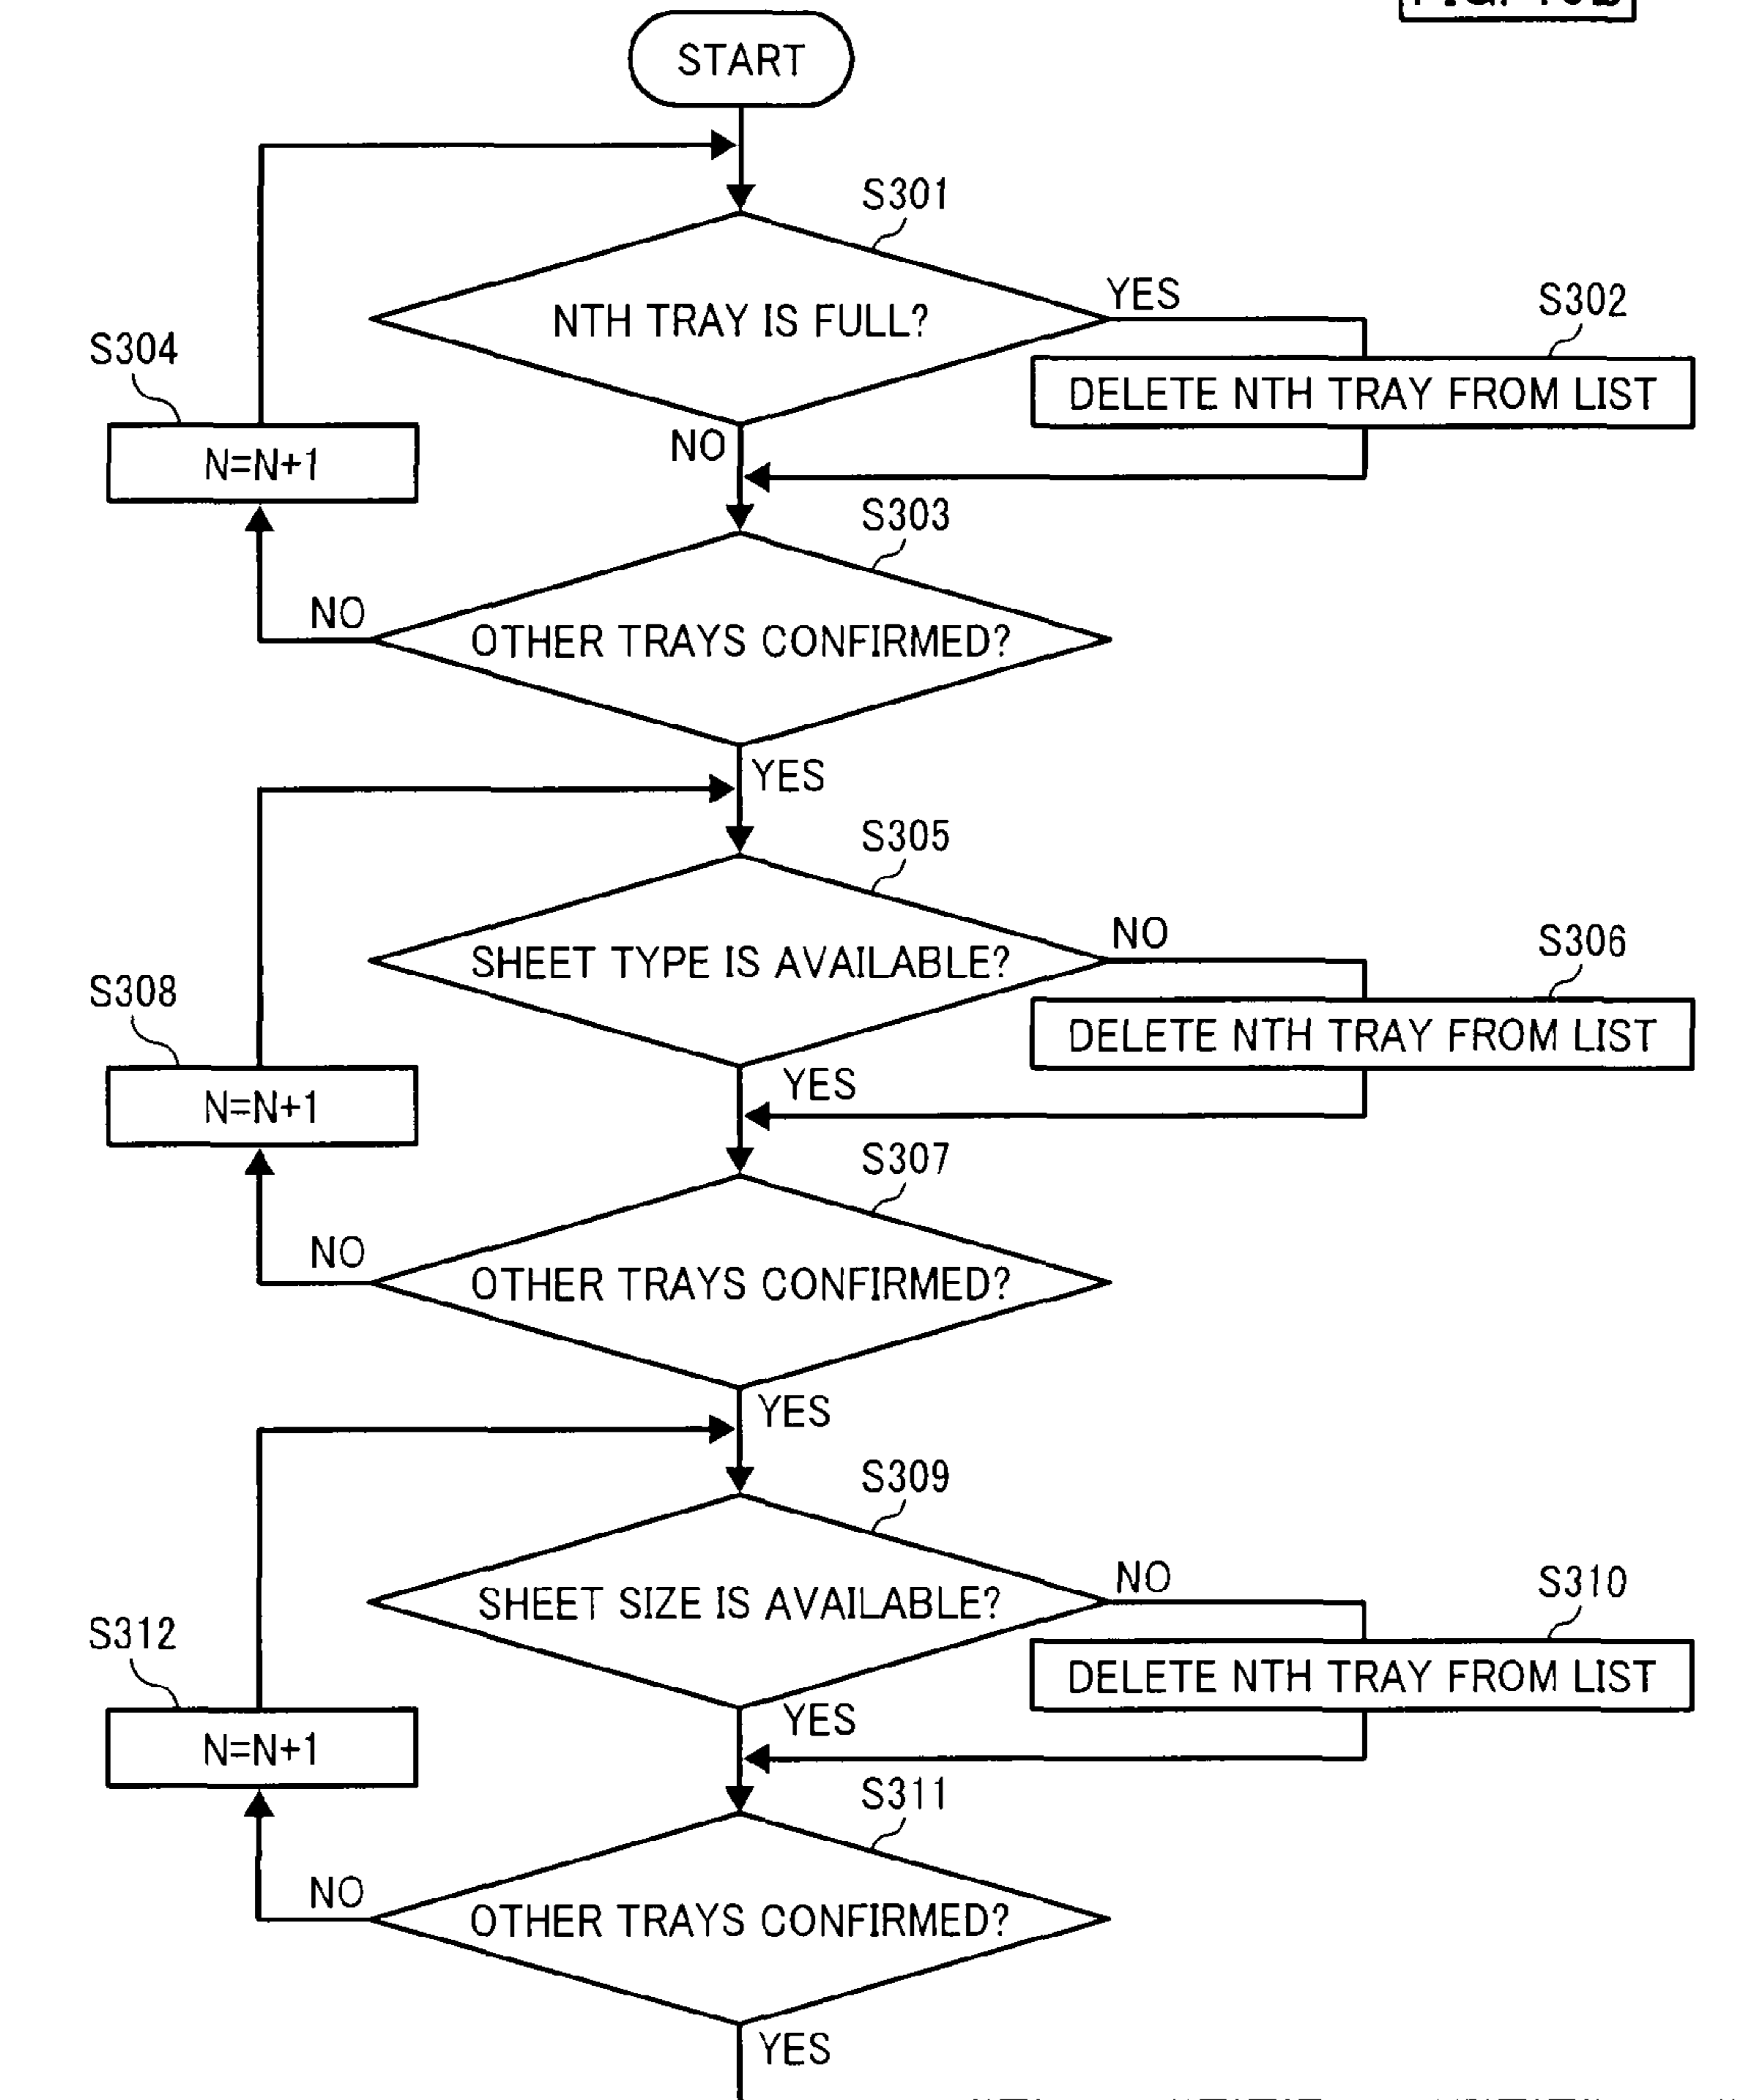 START
S301
NTH TRAY IS FULL?
YES
S302
DELETE NTH TRAY FROM LIST
S304
N=N+1
NO
S303
NO
OTHER TRAYS CONFIRMED?
YES
S305
SHEET TYPE IS AVAILABLE?
NO
S306
DELETE NTH TRAY FROM LIST
S308
N=N+1
YES
S307
NO
OTHER TRAYS CONFIRMED?
YES
S309
SHEET SIZE IS AVAILABLE?
NO
S310
DELETE NTH TRAY FROM LIST
S312
N=N+1
YES
S311
NO
OTHER TRAYS CONFIRMED?
YES